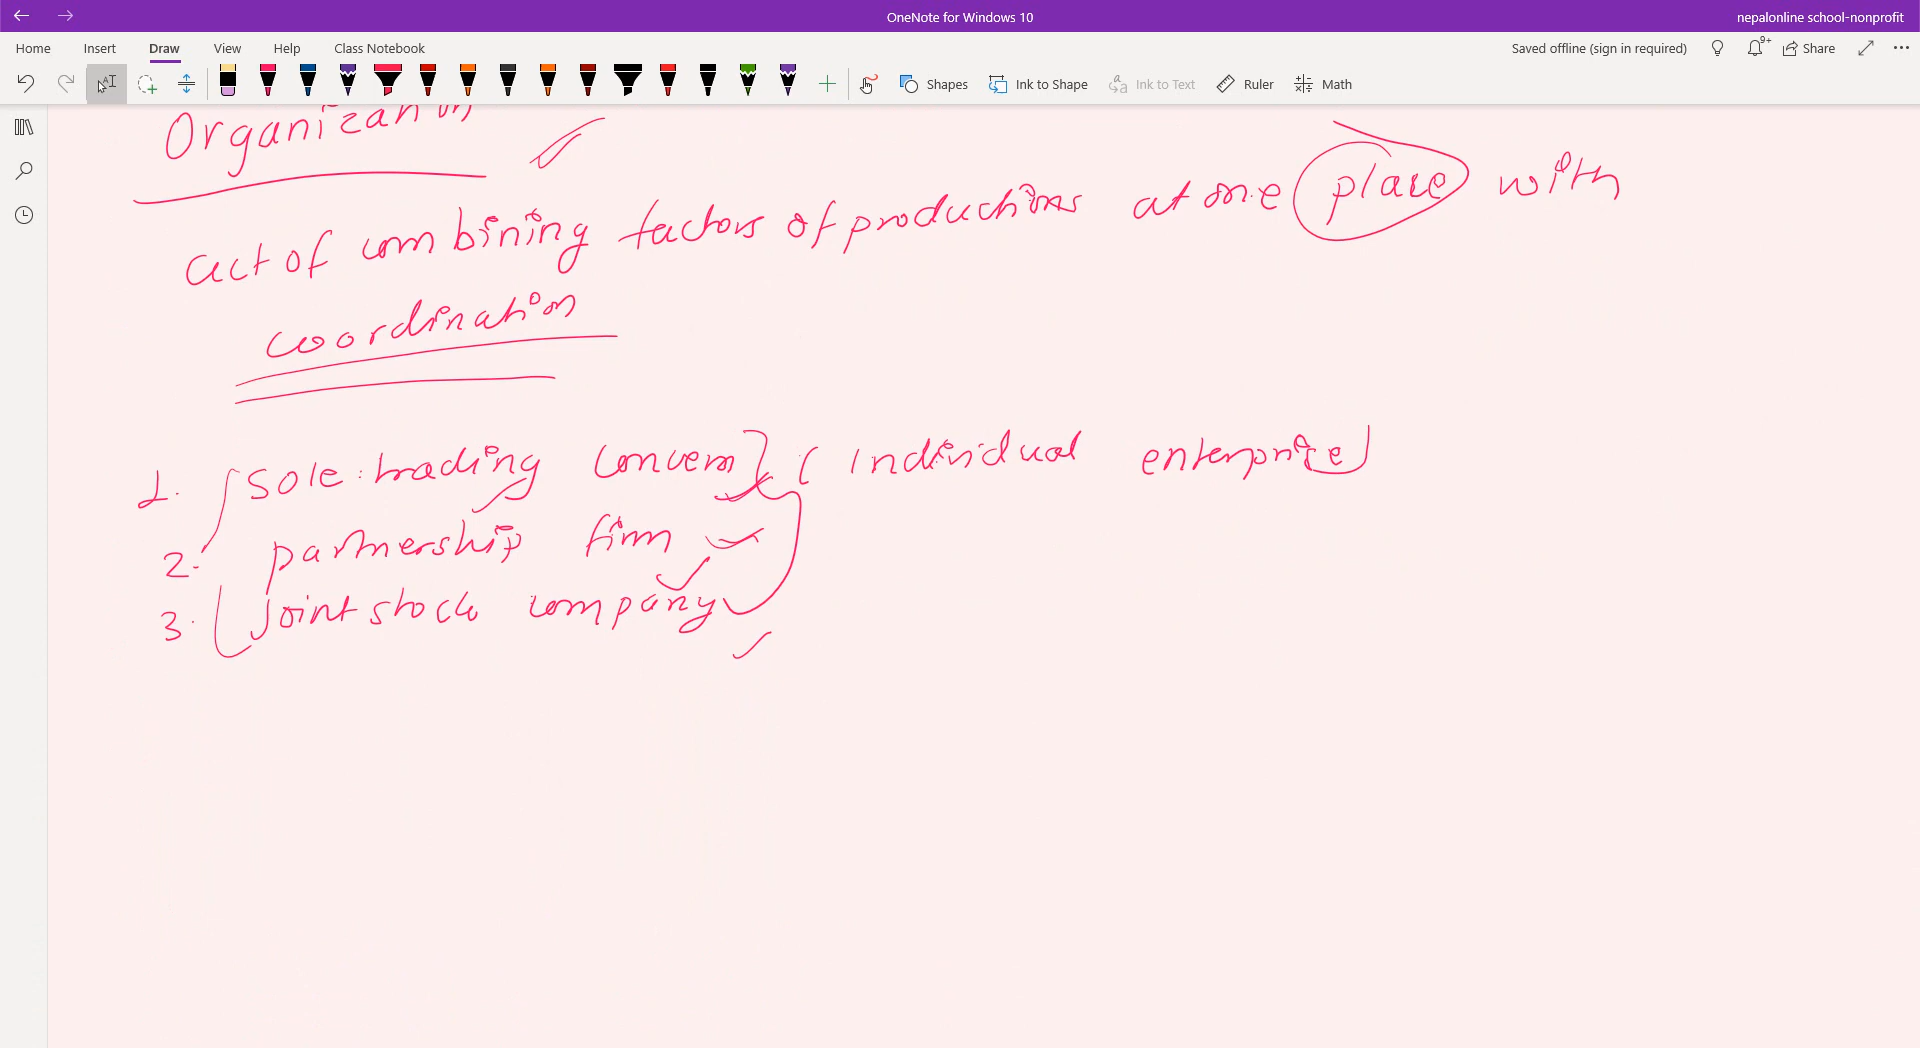 OneNote for Windows 10
nepalonline school-nonprofit
Home Insert Draw View Help Class Notebook
Saved offline (sign in required)
9+
Share
Shapes Ink to Shape Ink to Text Ruler Math
Organization
act of combining factors of productions at one place with
coordination
1. Sole trading concern (individual enterprise)
2. partnership firm
3. Joint stock company